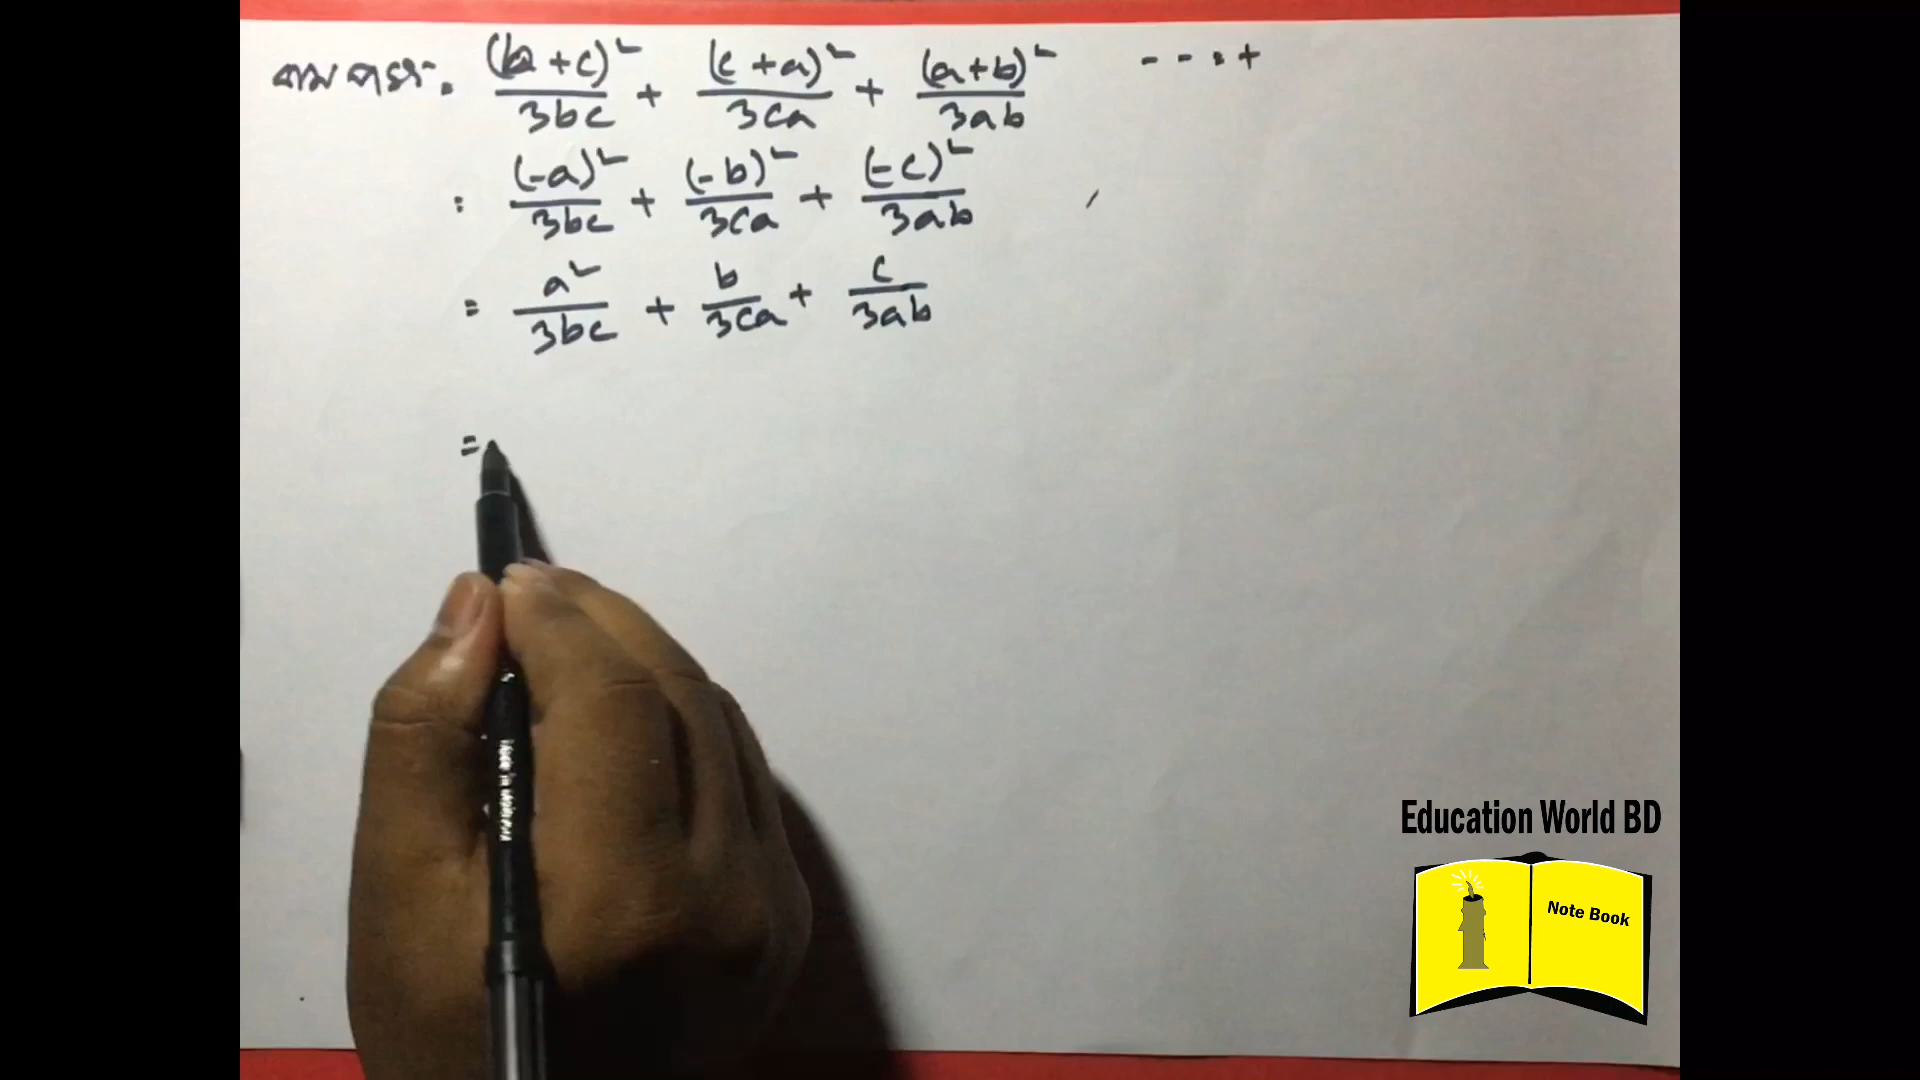 বাম পক্ষ = (b+c)²/3bc + (c+a)²/3ca + (a+b)²/3ab
= (-a)²/3bc + (-b)²/3ca + (-c)²/3ab
= a²/3bc + b/3ca + c/3ab
=
Education World BD
Note Book